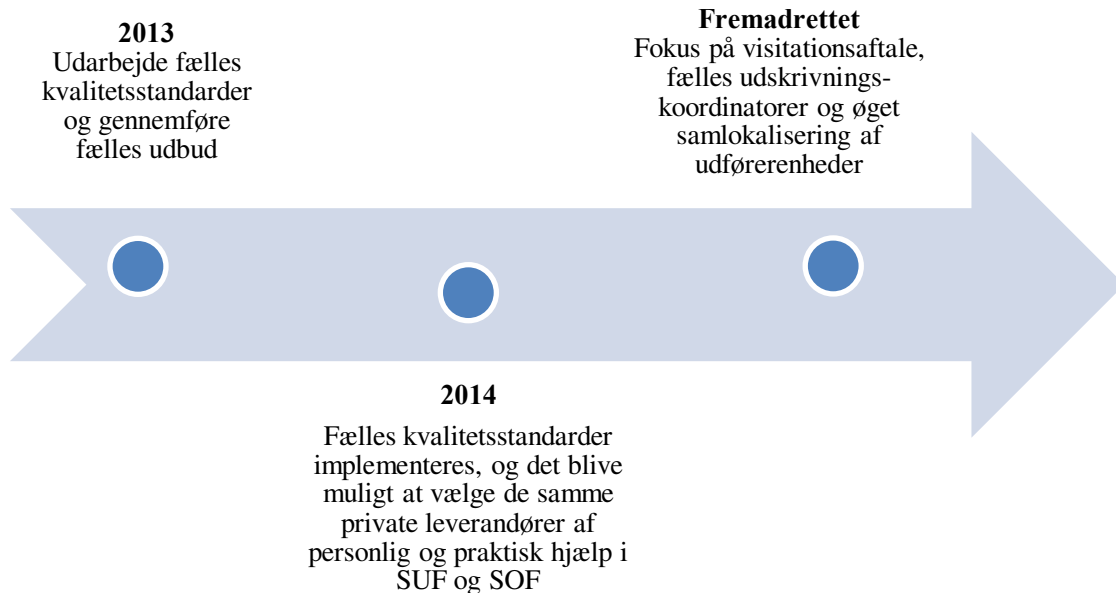 2013
Udarbejde fælles
kvalitetsstandarder
og gennemføre
fælles udbud
2014
Fælles kvalitetsstandarder
implementeres, og det blive
muligt at vælge de samme
private leverandører af
personlig og praktisk hjælp i
SUF og SOF
Fremadrettet
Fokus på visitationsaftale,
fælles udskrivnings-
koordinatorer og øget
samlokalisering af
udførerenheder